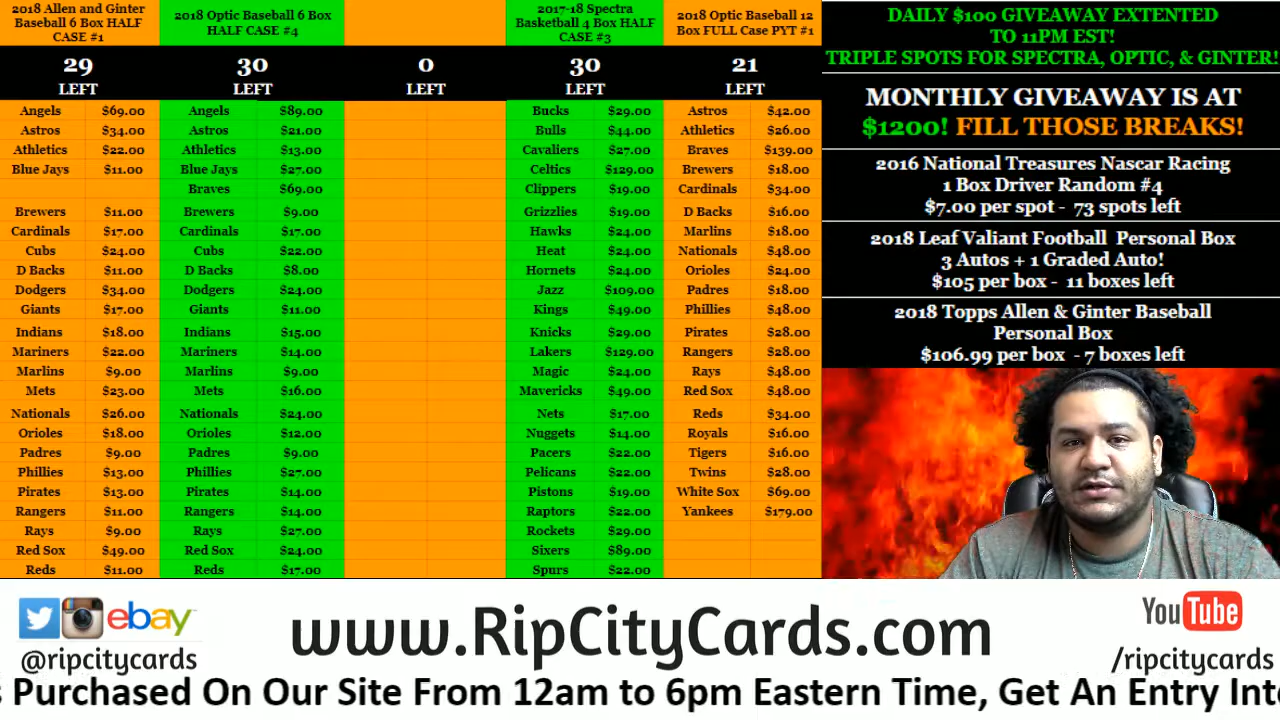 2018 Allen and Ginter
Baseball 6 Box HALF
CASE #1
29
LEFT
Angels $69.00
Astros $34.00
Athletics $22.00
Blue Jays $11.00
Brewers $11.00
Cardinals $17.00
Cubs $24.00
D Backs $11.00
Dodgers $34.00
Giants $17.00
Indians $18.00
Mariners $22.00
Marlins $9.00
Mets $23.00
Nationals $26.00
Orioles $18.00
Padres $9.00
Phillies $13.00
Pirates $13.00
Rangers $11.00
Rays $9.00
Red Sox $49.00
Reds $11.00
2018 Optic Baseball 6 Box
HALF CASE #4
30
LEFT
Angels $89.00
Astros $21.00
Athletics $13.00
Blue Jays $27.00
Braves $69.00
Brewers $9.00
Cardinals $17.00
Cubs $22.00
D Backs $8.00
Dodgers $24.00
Giants $11.00
Indians $15.00
Mariners $14.00
Marlins $9.00
Mets $16.00
Nationals $24.00
Orioles $12.00
Padres $9.00
Phillies $27.00
Pirates $14.00
Rangers $14.00
Rays $27.00
Red Sox $24.00
Reds $17.00
0
LEFT
2017-18 Spectra
Basketball 4 Box HALF
CASE #3
30
LEFT
Bucks $29.00
Bulls $44.00
Cavaliers $27.00
Celtics $129.00
Clippers $19.00
Grizzlies $19.00
Hawks $24.00
Heat $24.00
Hornets $24.00
Jazz $109.00
Kings $49.00
Knicks $29.00
Lakers $129.00
Magic $24.00
Mavericks $49.00
Nets $17.00
Nuggets $14.00
Pacers $22.00
Pelicans $22.00
Pistons $19.00
Raptors $22.00
Rockets $29.00
Sixers $89.00
Spurs $22.00
2018 Optic Baseball 12
Box FULL Case PYT #1
21
LEFT
Astros $42.00
Athletics $26.00
Braves $139.00
Brewers $18.00
Cardinals $34.00
D Backs $16.00
Marlins $18.00
Nationals $48.00
Orioles $24.00
Padres $18.00
Phillies $48.00
Pirates $28.00
Rangers $28.00
Rays $48.00
Red Sox $48.00
Reds $34.00
Royals $16.00
Tigers $16.00
Twins $28.00
White Sox $69.00
Yankees $179.00
DAILY $100 GIVEAWAY EXTENTED
TO 11PM EST!
TRIPLE SPOTS FOR SPECTRA, OPTIC, & GINTER!
MONTHLY GIVEAWAY IS AT
$1200! FILL THOSE BREAKS!
2016 National Treasures Nascar Racing
1 Box Driver Random #4
$7.00 per spot - 73 spots left
2018 Leaf Valiant Football Personal Box
3 Autos + 1 Graded Auto!
$105 per box - 11 boxes left
2018 Topps Allen & Ginter Baseball
Personal Box
$106.99 per box - 7 boxes left
ebay
@ripcitycards
www.RipCityCards.com
YouTube
/ripcitycards
s Purchased On Our Site From 12am to 6pm Eastern Time, Get An Entry Into